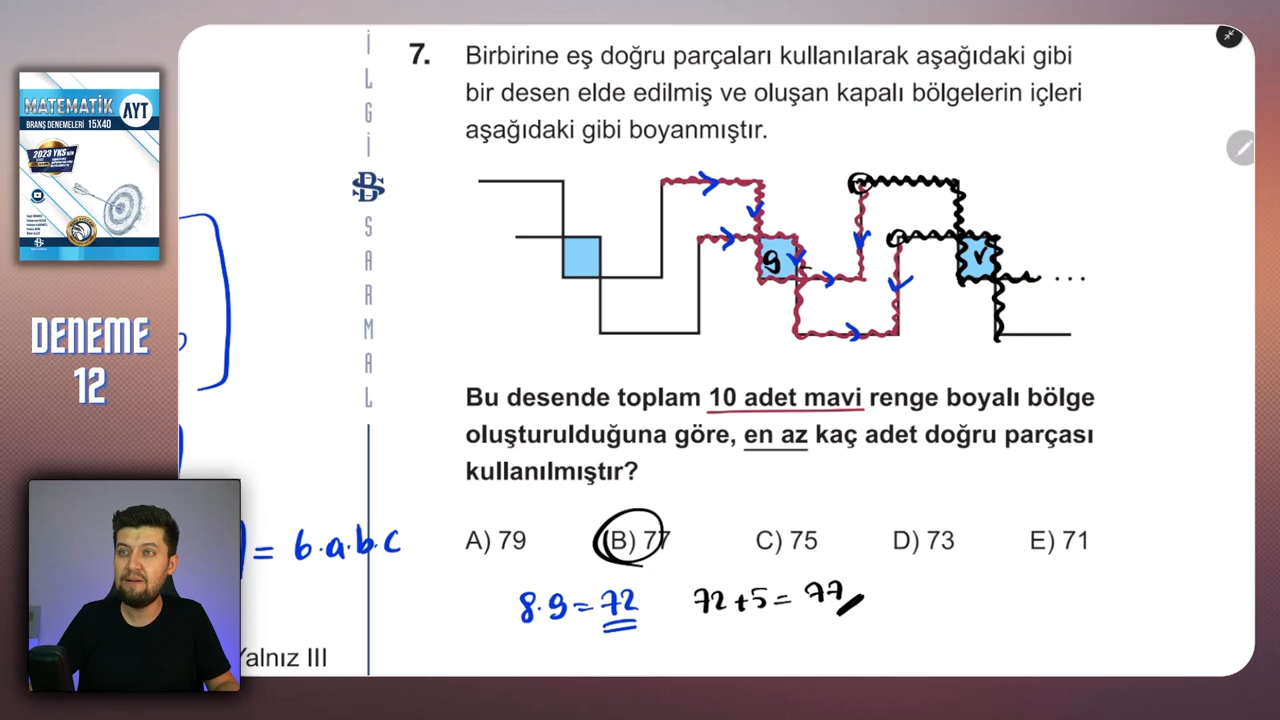 7. Birbirine eş doğru parçaları kullanılarak aşağıdaki gibi
bir desen elde edilmiş ve oluşan kapalı bölgelerin içleri
aşağıdaki gibi boyanmıştır.
İLGİ
SARMAL
MATEMATİK AYT
BRANŞ DENEMELERİ 15X40
2023 YKS'NİN
DENEME
12
9
...
Bu desende toplam 10 adet mavi renge boyalı bölge
oluşturulduğuna göre, en az kaç adet doğru parçası
kullanılmıştır?
A) 79 B) 77 C) 75 D) 73 E) 71
= 6.a.b.c
8.9=72 72+5=77
Yalnız III